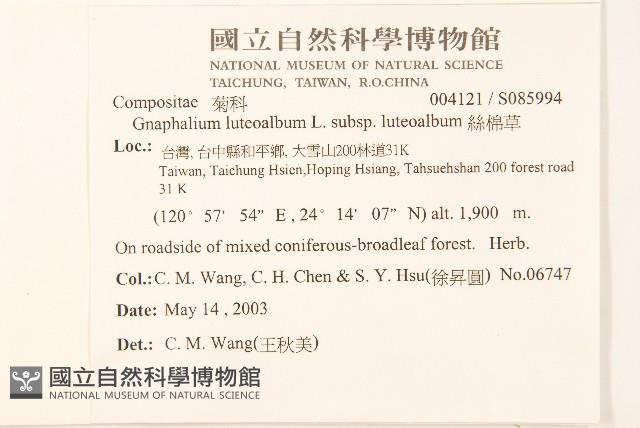 國立自然科學博物館
NATIONAL MUSEUM OF NATURAL SCIENCE
TAICHUNG, TAIWAN, R.O.CHINA
Compositae 菊科 004121 / S085994
Gnaphalium luteoalbum L. subsp. luteoalbum 絲棉草
Loc.: 台灣, 台中縣和平鄉, 大雪山200林道31K
Taiwan, Taichung Hsien,Hoping Hsiang, Tahsuehshan 200 forest road
31 K
(120° 57' 54" E , 24° 14' 07" N) alt. 1,900 m.
On roadside of mixed coniferous-broadleaf forest. Herb.
Col.: C. M. Wang, C. H. Chen & S. Y. Hsu(徐昇圓) No.06747
Date: May 14 , 2003
Det.: C. M. Wang(王秋美)
國立自然科學博物館
NATIONAL MUSEUM OF NATURAL SCIENCE